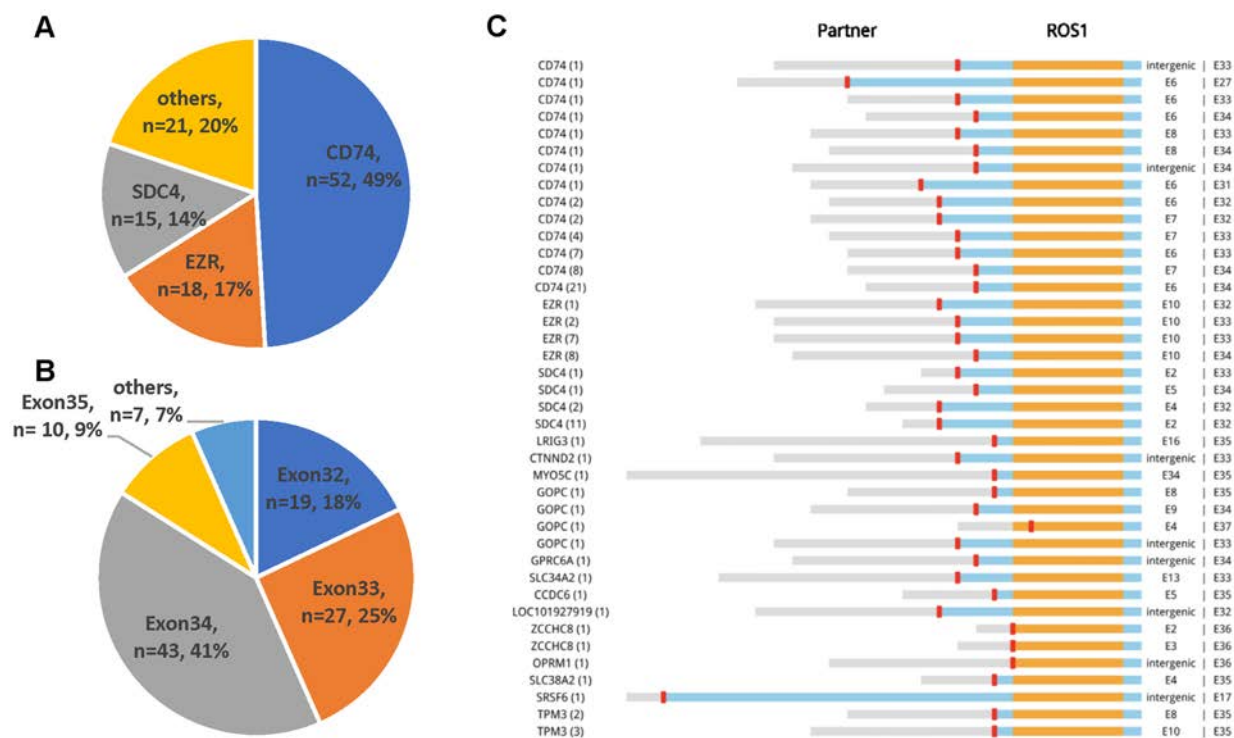 A
CD74,
n=52, 49%
EZR,
n=18, 17%
SDC4,
n=15, 14%
others,
n=21, 20%
B
Exon32,
n=19, 18%
Exon33,
n=27, 25%
Exon34,
n=43, 41%
Exon35,
n= 10, 9%
others,
n=7, 7%
C
Partner ROS1
CD74 (1) intergenic | E33
CD74 (1) E6 | E27
CD74 (1) E6 | E33
CD74 (1) E6 | E34
CD74 (1) E8 | E33
CD74 (1) E8 | E34
CD74 (1) intergenic | E34
CD74 (1) E6 | E31
CD74 (2) E6 | E32
CD74 (2) E7 | E32
CD74 (4) E7 | E33
CD74 (7) E6 | E33
CD74 (8) E7 | E34
CD74 (21) E6 | E34
EZR (1) E10 | E32
EZR (2) E10 | E33
EZR (7) E10 | E33
EZR (8) E10 | E34
SDC4 (1) E2 | E33
SDC4 (1) E5 | E34
SDC4 (2) E4 | E32
SDC4 (11) E2 | E32
LRIG3 (1) E16 | E35
CTNND2 (1) intergenic | E33
MYO5C (1) E34 | E35
GOPC (1) E8 | E35
GOPC (1) E9 | E34
GOPC (1) E4 | E37
GOPC (1) intergenic | E33
GPRC6A (1) intergenic | E34
SLC34A2 (1) E13 | E33
CCDC6 (1) E5 | E35
LOC101927919 (1) intergenic | E32
ZCCHC8 (1) E2 | E36
ZCCHC8 (1) E3 | E36
OPRM1 (1) intergenic | E36
SLC38A2 (1) E4 | E35
SRSF6 (1) intergenic | E17
TPM3 (2) E8 | E35
TPM3 (3) E10 | E35